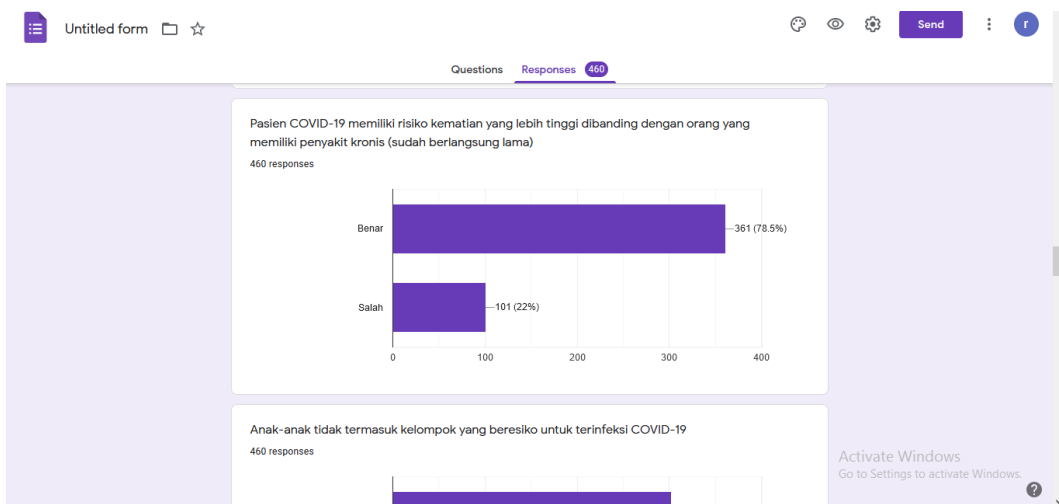 Untitled form
Send
r
Questions Responses 460
Pasien COVID-19 memiliki risiko kematian yang lebih tinggi dibanding dengan orang yang
memiliki penyakit kronis (sudah berlangsung lama)
460 responses
Benar
361 (78.5%)
Salah
101 (22%)
0 100 200 300 400
Anak-anak tidak termasuk kelompok yang beresiko untuk terinfeksi COVID-19
460 responses
Activate Windows
Go to Settings to activate Windows.
?